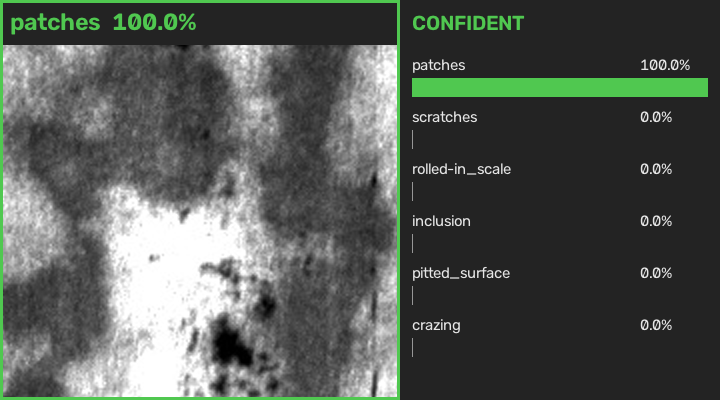 patches 100.0%
CONFIDENT
patches 100.0%
scratches 0.0%
rolled-in_scale 0.0%
inclusion 0.0%
pitted_surface 0.0%
crazing 0.0%